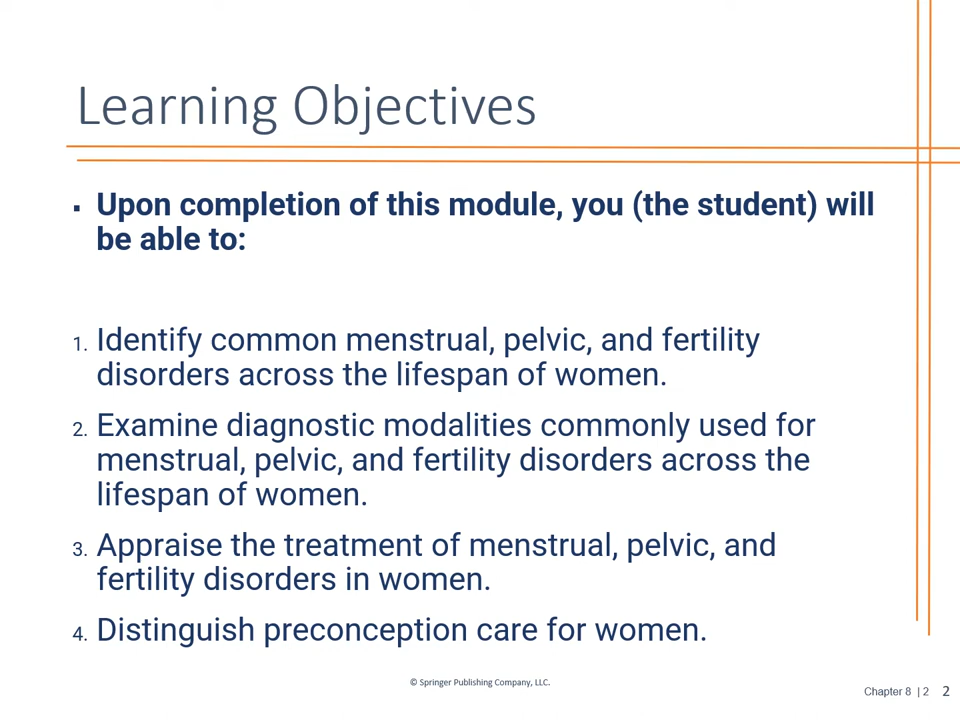 Learning Objectives
▪ Upon completion of this module, you (the student) will
be able to:
1. Identify common menstrual, pelvic, and fertility
disorders across the lifespan of women.
2. Examine diagnostic modalities commonly used for
menstrual, pelvic, and fertility disorders across the
lifespan of women.
3. Appraise the treatment of menstrual, pelvic, and
fertility disorders in women.
4. Distinguish preconception care for women.
© Springer Publishing Company, LLC.
Chapter 8 | 2 2